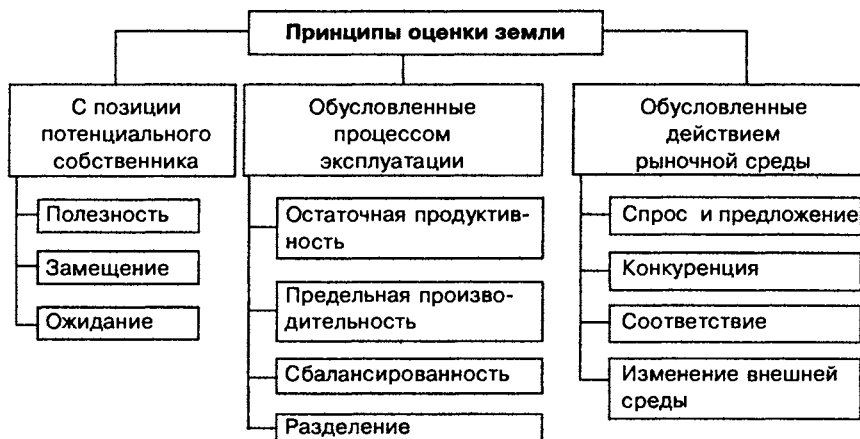 Принципы оценки земли
С позиции
потенциального
собственника
Полезность
Замещение
Ожидание
Обусловленные
процессом
эксплуатации
Остаточная продуктив-
ность
Предельная произво-
дительность
Сбалансированность
Разделение
Обусловленные
действием
рыночной среды
Спрос и предложение
Конкуренция
Соответствие
Изменение внешней
среды